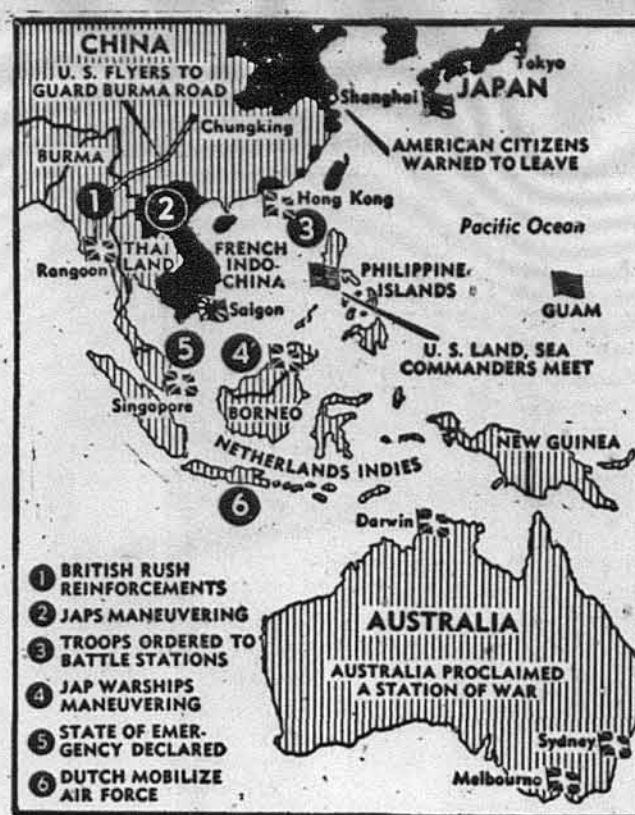 CHINA
U. S. FLYERS TO
GUARD BURMA ROAD
Tokyo
JAPAN
Shanghai
Chungking
AMERICAN CITIZENS
WARNED TO LEAVE
BURMA
1
2
Hong Kong
3
Pacific Ocean
THAI
LAND
Rangoon
FRENCH
INDO-
CHINA
PHILIPPINE
ISLANDS
GUAM
Saigon
5
4
U. S. LAND, SEA
COMMANDERS MEET
Singapore
BORNEO
NETHERLANDS INDIES
NEW GUINEA
6
Darwin
1 BRITISH RUSH
REINFORCEMENTS
2 JAPS MANEUVERING
3 TROOPS ORDERED TO
BATTLE STATIONS
4 JAP WARSHIPS
MANEUVERING
5 STATE OF EMER-
GENCY DECLARED
6 DUTCH MOBILIZE
AIR FORCE
AUSTRALIA
AUSTRALIA PROCLAIMED
A STATION OF WAR
Sydney
Melbourne